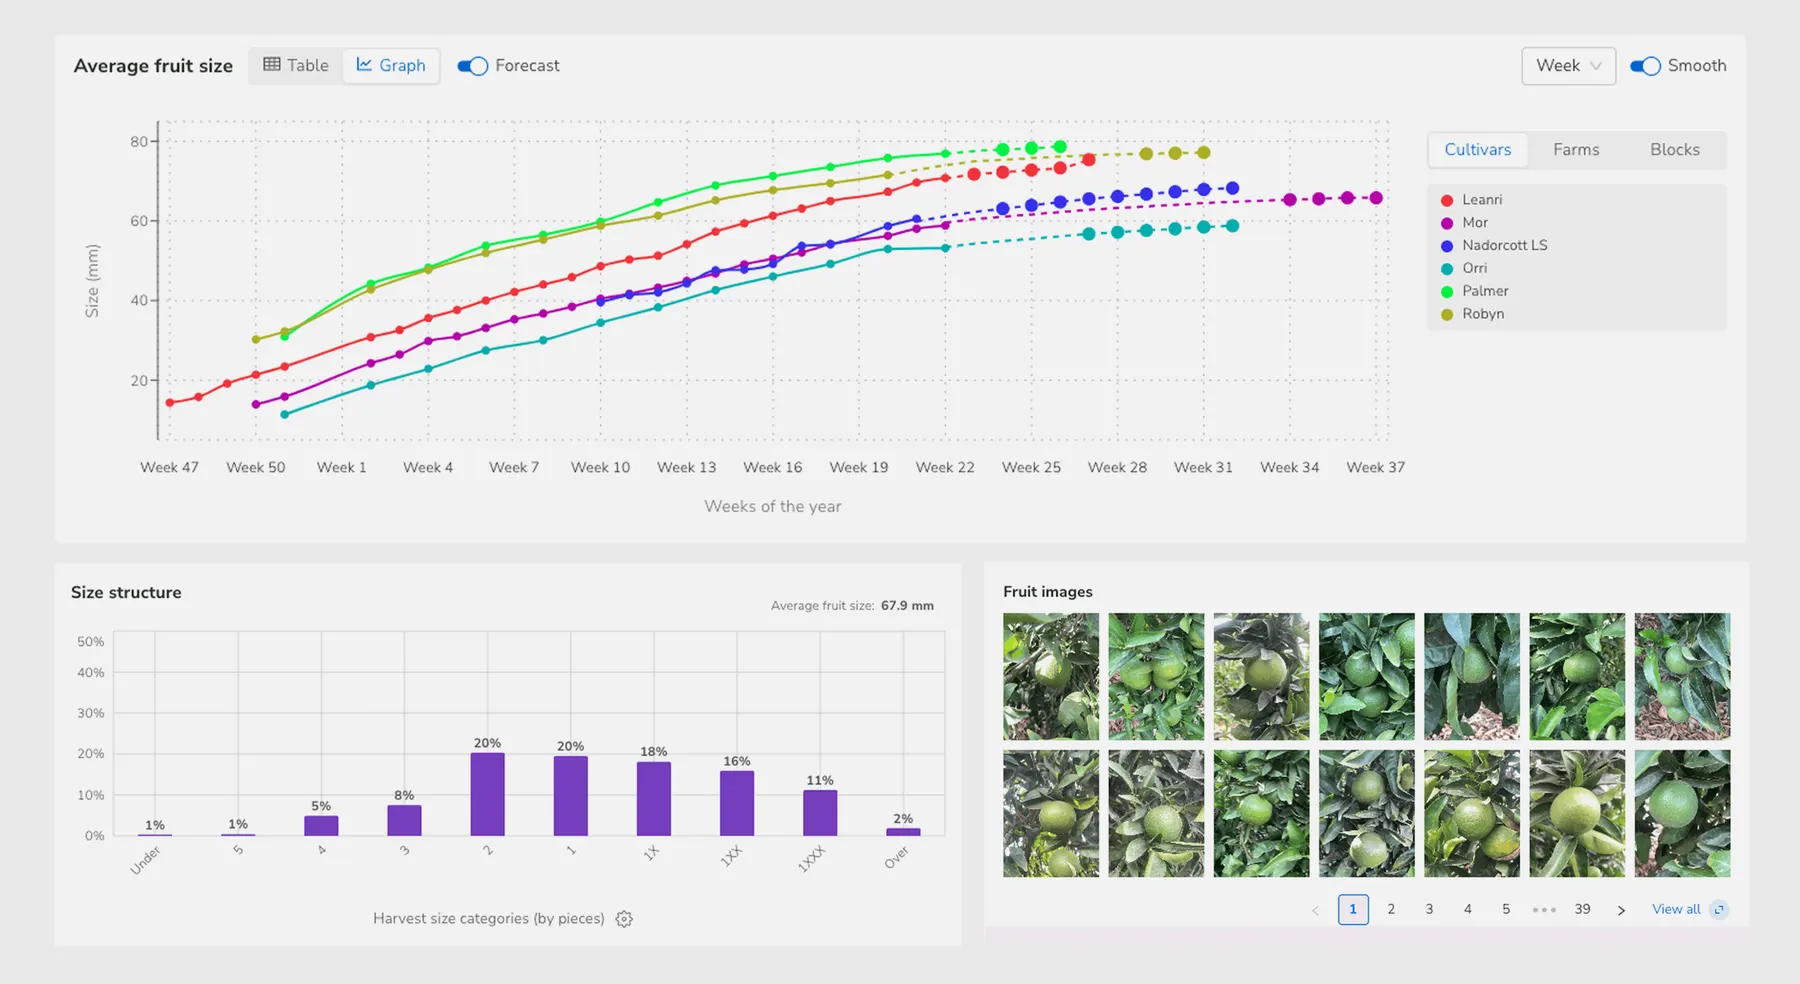 Average fruit size Table Graph Forecast Week Smooth
80
60
40
20
Size (mm)
Week 47 Week 50 Week 1 Week 4 Week 7 Week 10 Week 13 Week 16 Week 19 Week 22 Week 25 Week 28 Week 31 Week 34 Week 37
Weeks of the year
Cultivars Farms Blocks
Leanri
Mor
Nadorcott LS
Orri
Palmer
Robyn
Size structure
Average fruit size: 67.9 mm
50%
40%
30%
20%
10%
0%
1% 1% 5% 8% 20% 20% 18% 16% 11% 2%
Under 5 4 3 2 1 1X 1XX 1XXX Over
Harvest size categories (by pieces)
Fruit images
< 1 2 3 4 5 ••• 39 > View all